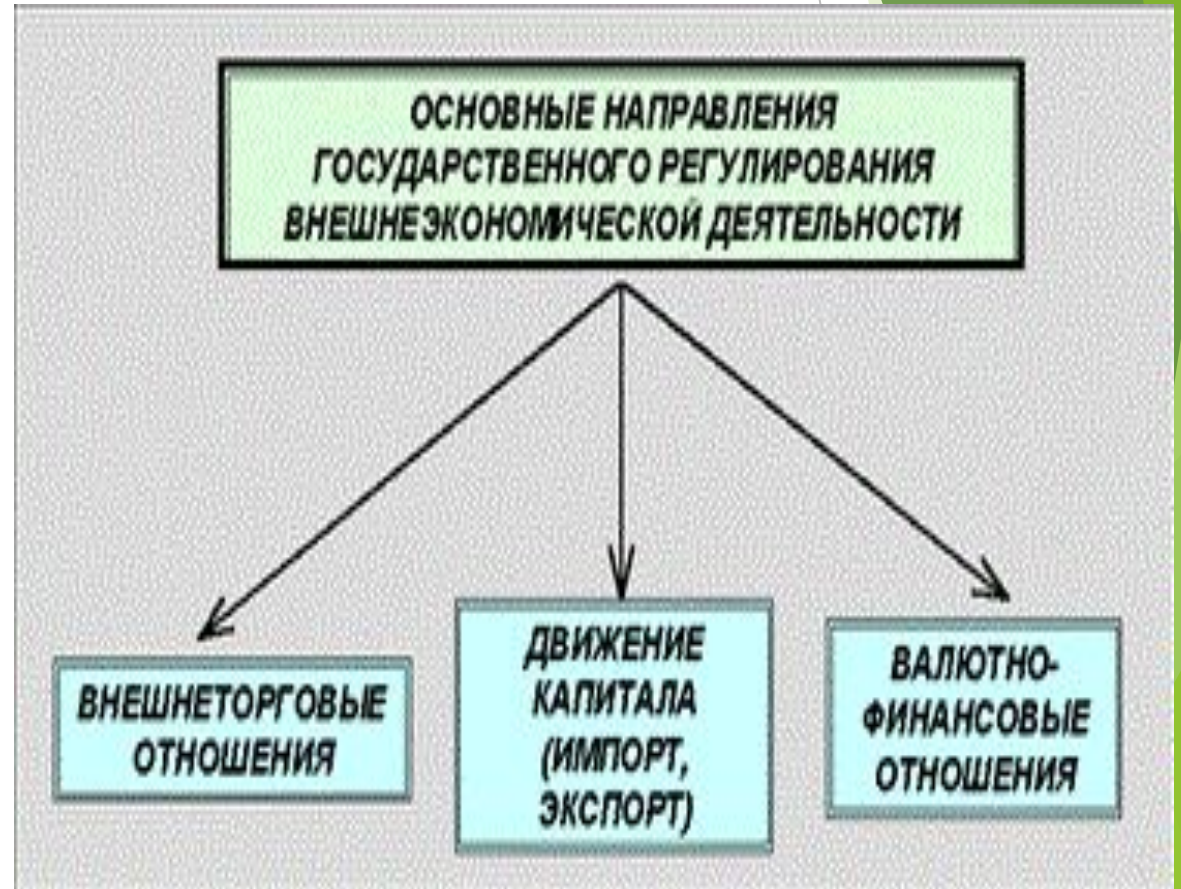 ОСНОВНЫЕ НАПРАВЛЕНИЯ
ГОСУДАРСТВЕННОГО РЕГУЛИРОВАНИЯ
ВНЕШНЕЭКОНОМИЧЕСКОЙ ДЕЯТЕЛЬНОСТИ
ВНЕШНЕТОРГОВЫЕ
ОТНОШЕНИЯ
ДВИЖЕНИЕ
КАПИТАЛА
(ИМПОРТ,
ЭКСПОРТ)
ВАЛЮТНО-
ФИНАНСОВЫЕ
ОТНОШЕНИЯ